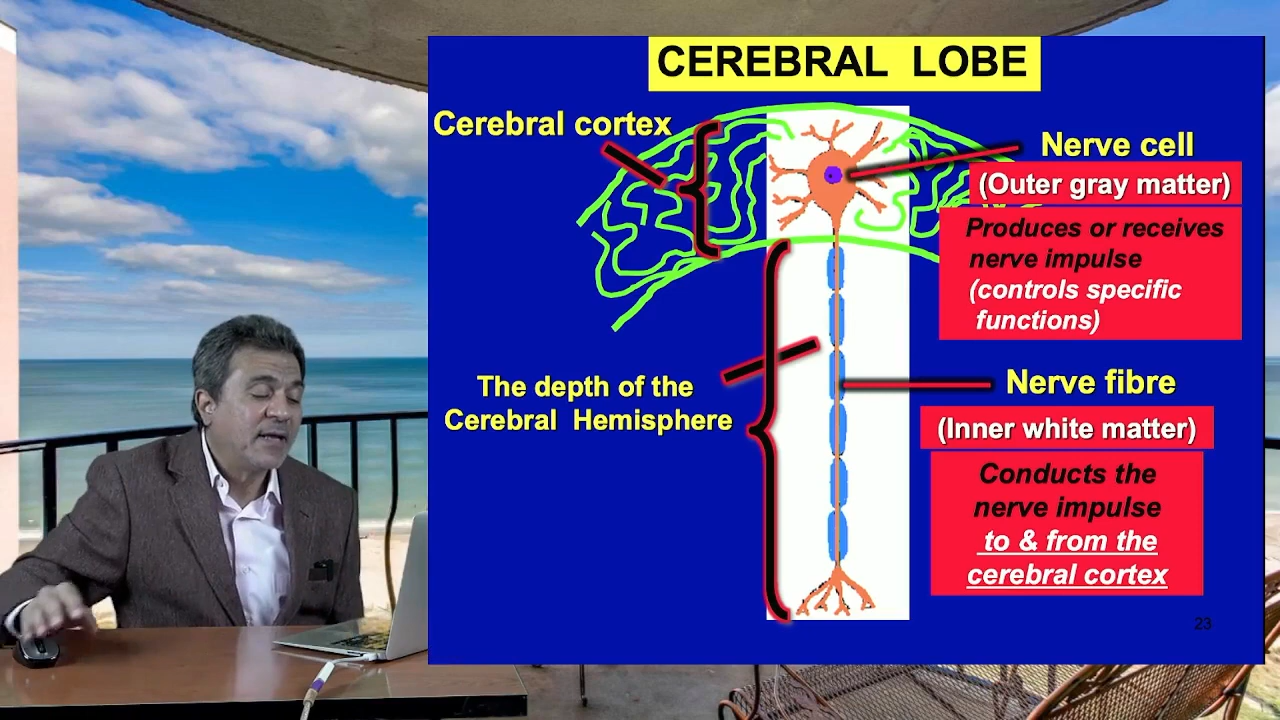 CEREBRAL LOBE
Cerebral cortex
Nerve cell
(Outer gray matter)
Produces or receives
nerve impulse
(controls specific
functions)
The depth of the
Cerebral Hemisphere
Nerve fibre
(Inner white matter)
Conducts the
nerve impulse
to & from the
cerebral cortex
23